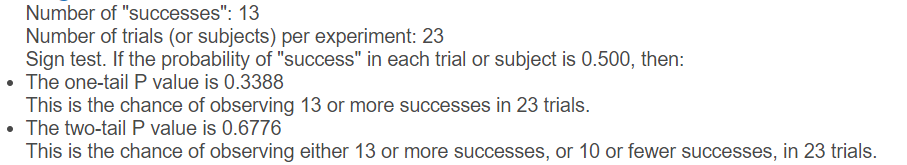 Number of "successes": 13
Number of trials (or subjects) per experiment: 23
Sign test. If the probability of "success" in each trial or subject is 0.500, then:
• The one-tail P value is 0.3388
This is the chance of observing 13 or more successes in 23 trials.
• The two-tail P value is 0.6776
This is the chance of observing either 13 or more successes, or 10 or fewer successes, in 23 trials.